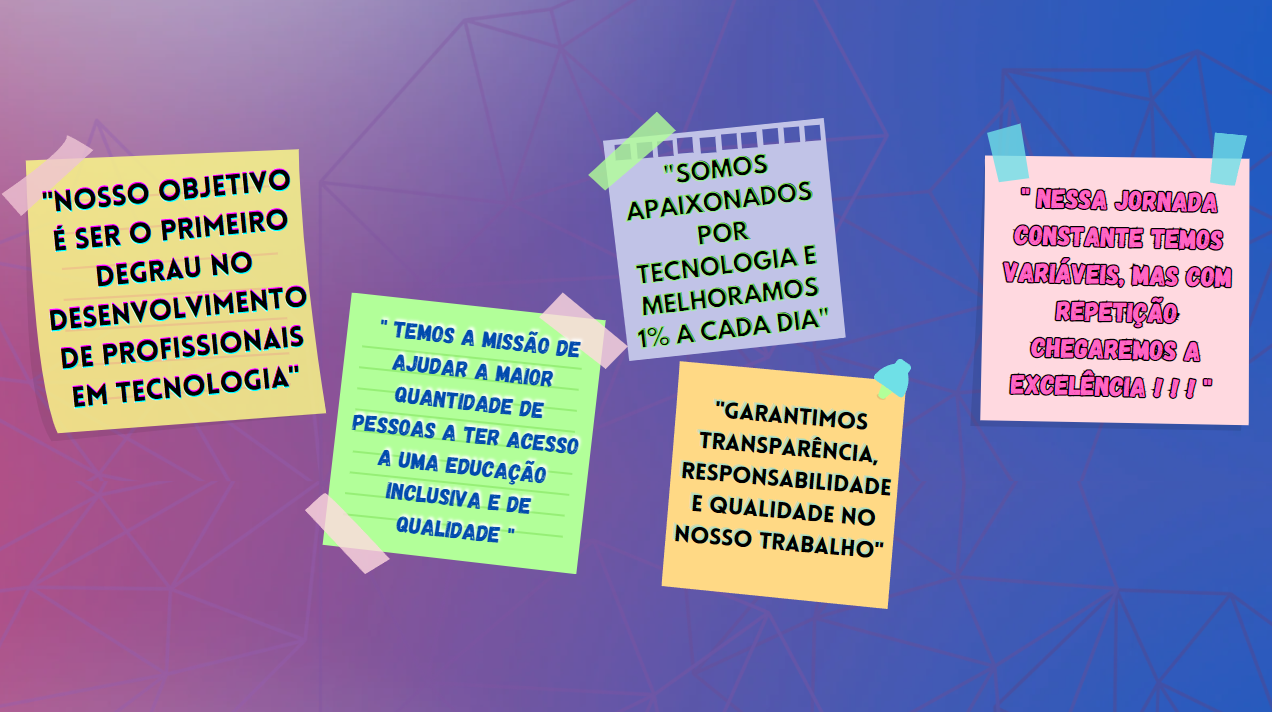 "NOSSO OBJETIVO
É SER O PRIMEIRO
DEGRAU NO
DESENVOLVIMENTO
DE PROFISSIONAIS
EM TECNOLOGIA"
" TEMOS A MISSÃO DE
AJUDAR A MAIOR
QUANTIDADE DE
PESSOAS A TER ACESSO
A UMA EDUCAÇÃO
INCLUSIVA E DE
QUALIDADE "
"SOMOS
APAIXONADOS
POR
TECNOLOGIA E
MELHORAMOS
1% A CADA DIA"
"GARANTIMOS
TRANSPARÊNCIA,
RESPONSABILIDADE
E QUALIDADE NO
NOSSO TRABALHO"
" NESSA JORNADA
CONSTANTE TEMOS
VARIÁVEIS, MAS COM
REPETIÇÃO
CHEGAREMOS A
EXCELÊNCIA ! ! ! "